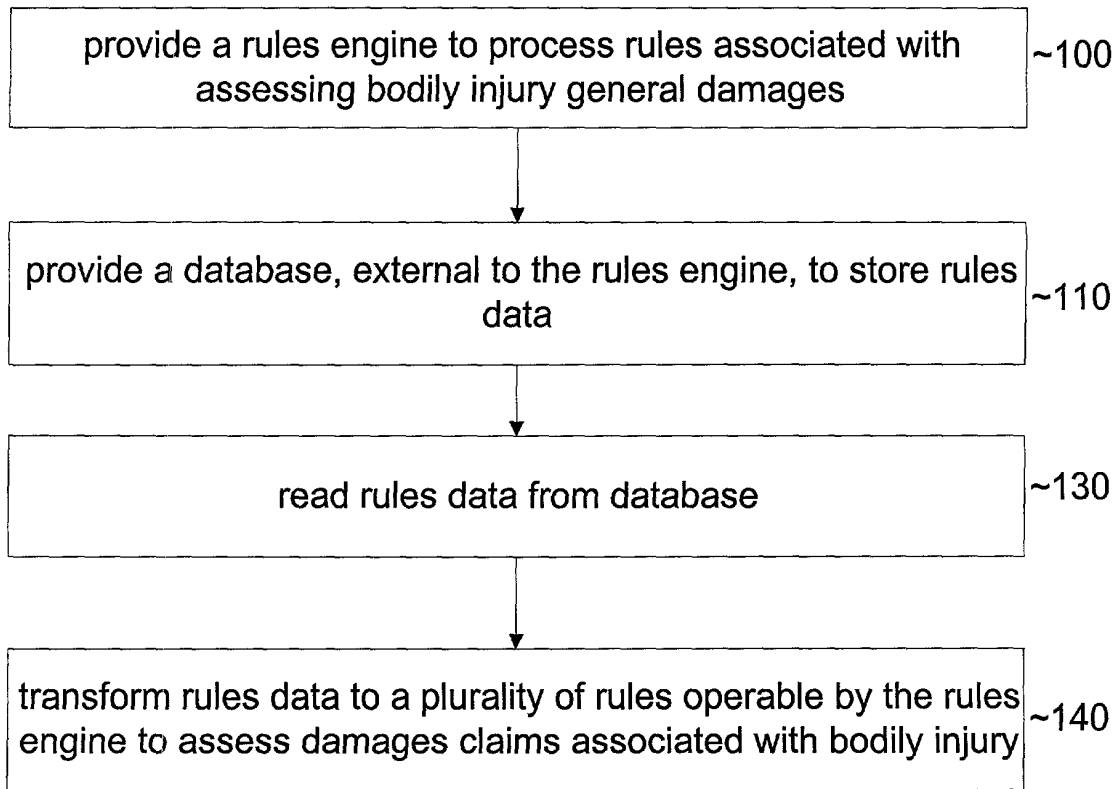 provide a rules engine to process rules associated with
assessing bodily injury general damages
~100
provide a database, external to the rules engine, to store rules
data
~110
read rules data from database
~130
transform rules data to a plurality of rules operable by the rules
engine to assess damages claims associated with bodily injury
~140